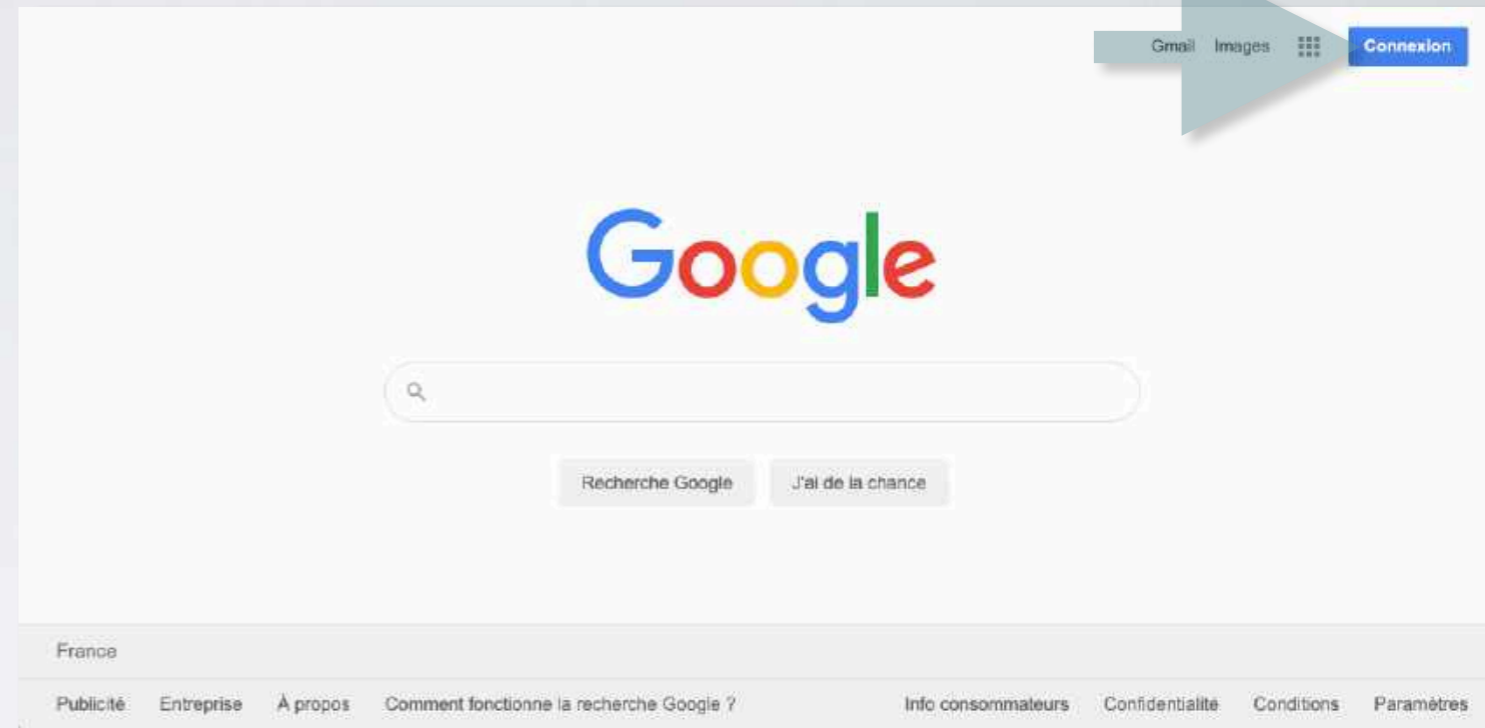 Gmail Images Connexion
Google
Recherche Google J'ai de la chance
France
Publicité Entreprise À propos Comment fonctionne la recherche Google ? Info consommateurs Confidentialité Conditions Paramètres